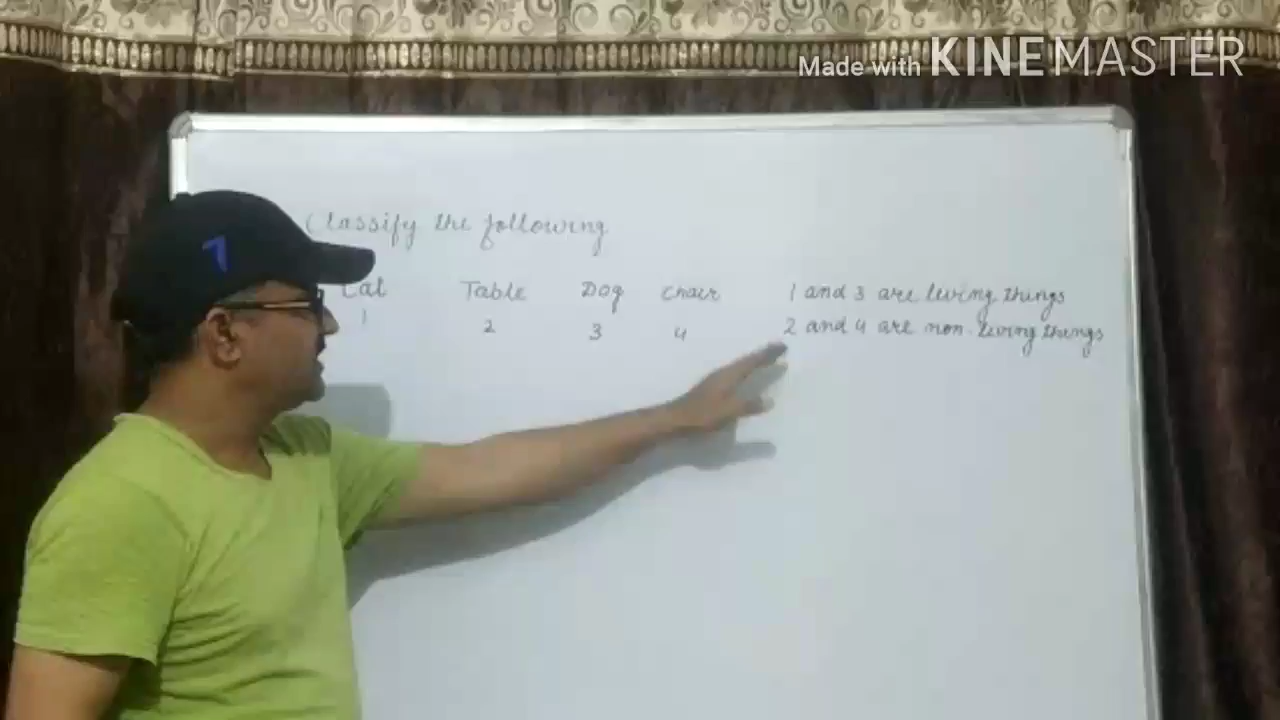 Made with KINEMASTER
Classify the following
Cat Table Dog chair 1 and 3 are living things
1 2 3 4 2 and 4 are non-living things